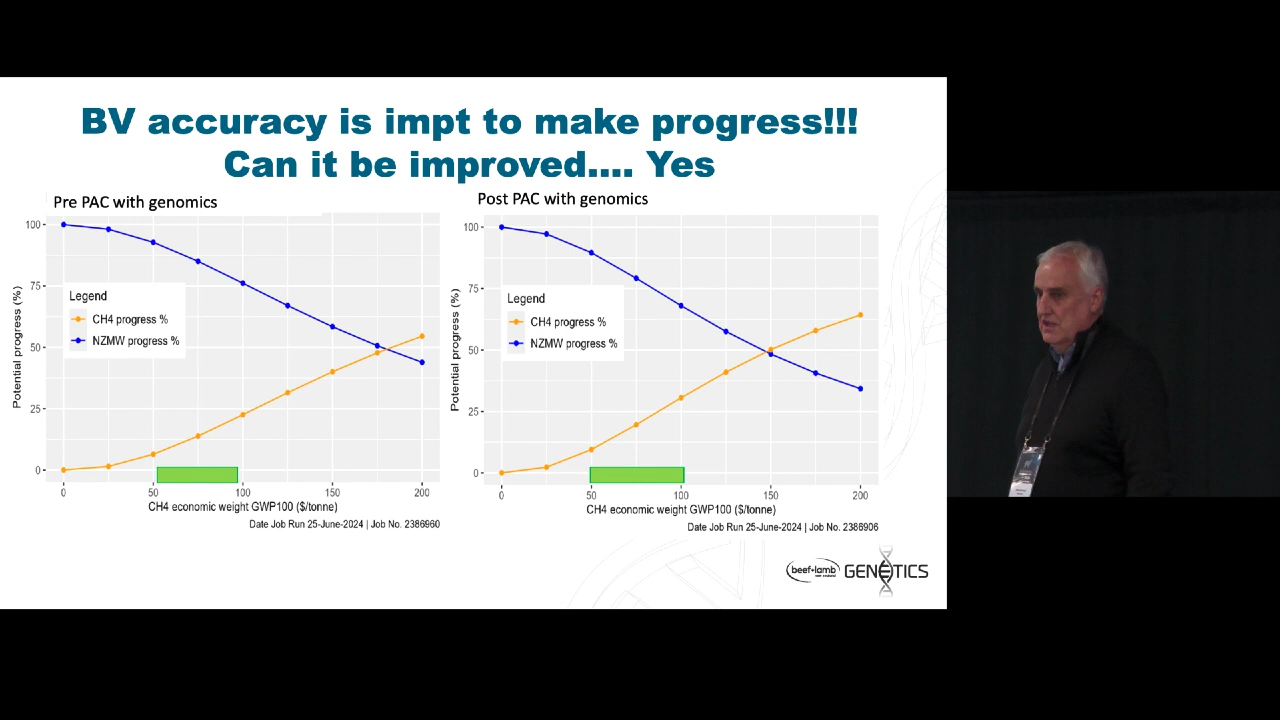 BV accuracy is impt to make progress!!!
Can it be improved.... Yes
Pre PAC with genomics
100
75
50
25
0
Potential progress (%)
Legend
CH4 progress %
NZMW progress %
0 50 100 150 200
CH4 economic weight GWP100 ($/tonne)
Date Job Run 25-June-2024 | Job No. 2386960
Post PAC with genomics
100
75
50
25
0
Potential progress (%)
Legend
CH4 progress %
NZMW progress %
0 50 100 150 200
CH4 economic weight GWP100 ($/tonne)
Date Job Run 25-June-2024 | Job No. 2386906
beef+lamb GENETICS